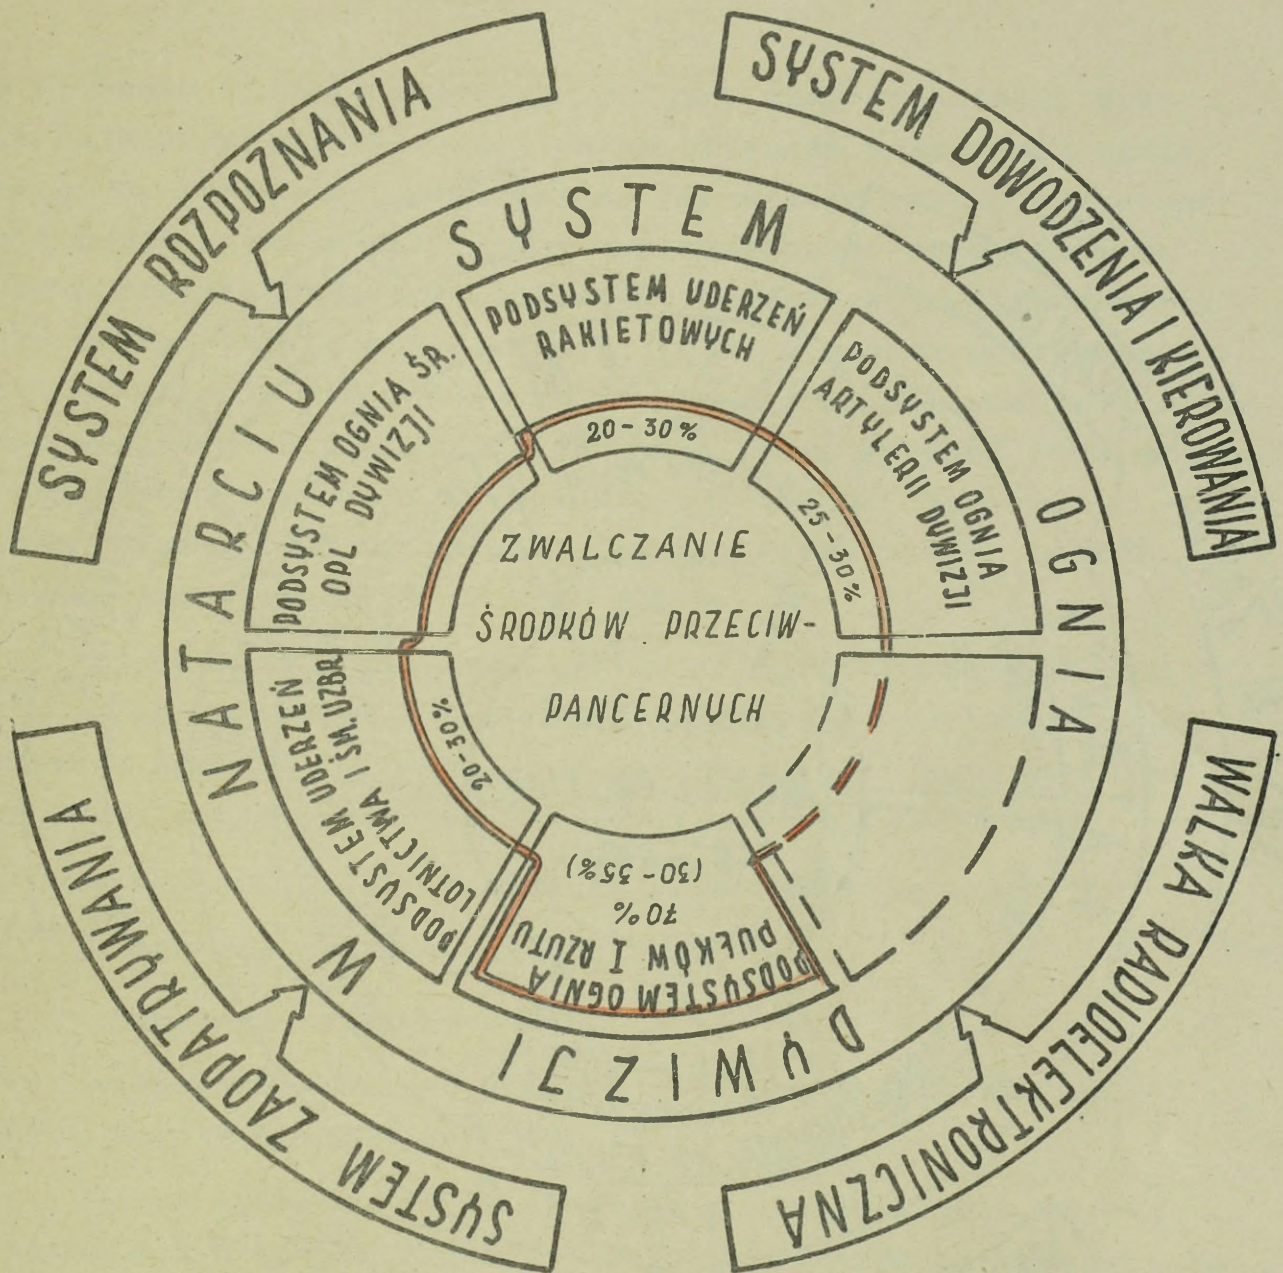 SYSTEM ROZPOZNANIA
SYSTEM DOWODZENIA I KIEROWANIA
SYSTEM OGNIA DYWIZJI W NATARCIU
PODSYSTEM UDERZEŃ
RAKIETOWYCH
20-30%
PODSYSTEM OGNIA
ARTYLERII DYWIZJI
25-30%
PODSYSTEM OGNIA ŚR.
OPL DYWIZJI
ZWALCZANIE
ŚRODKÓW PRZECIW-
PANCERNYCH
PODSYSTEM UDERZEŃ
LOTNICTWA I ŚM. UZBR.
20-30%
PODSYSTEM OGNIA
PUŁKÓW I RZUTU
70%
(30-35%)
SYSTEM ZAOPATRYWANIA
WALKA RADIOELEKTRONICZNA